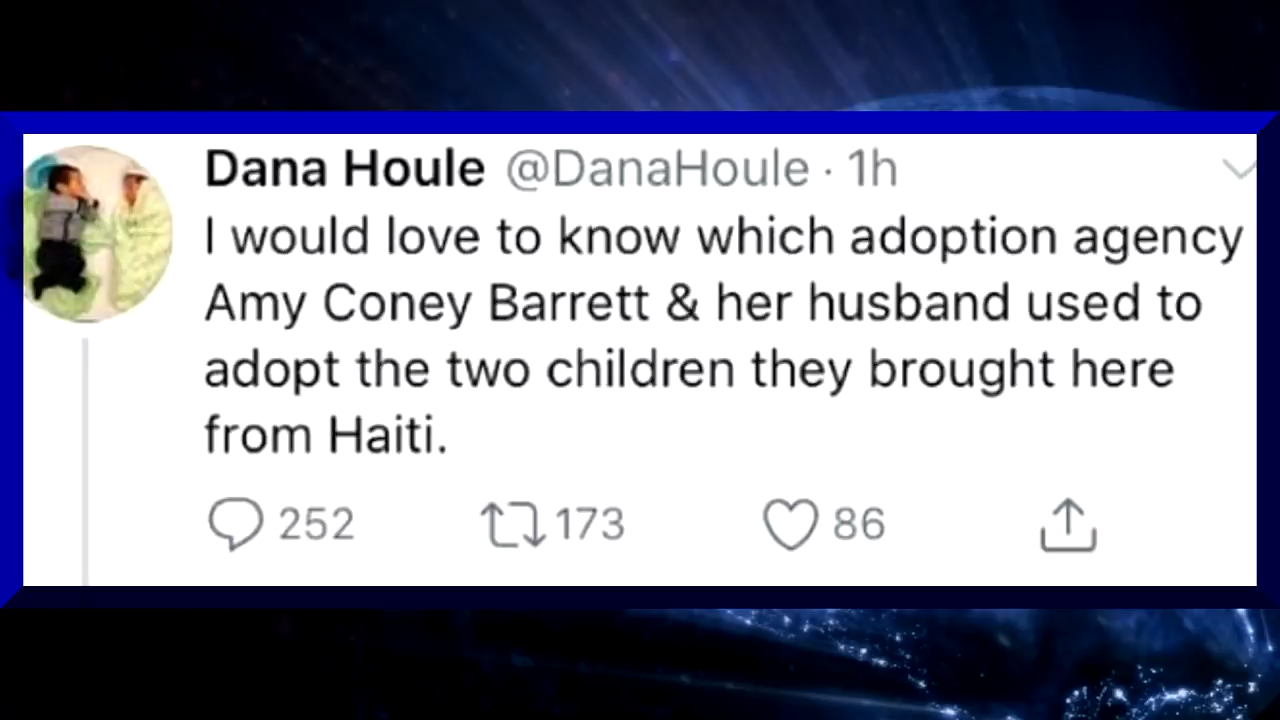 Dana Houle @DanaHoule · 1h
I would love to know which adoption agency
Amy Coney Barrett & her husband used to
adopt the two children they brought here
from Haiti.
252 173 86